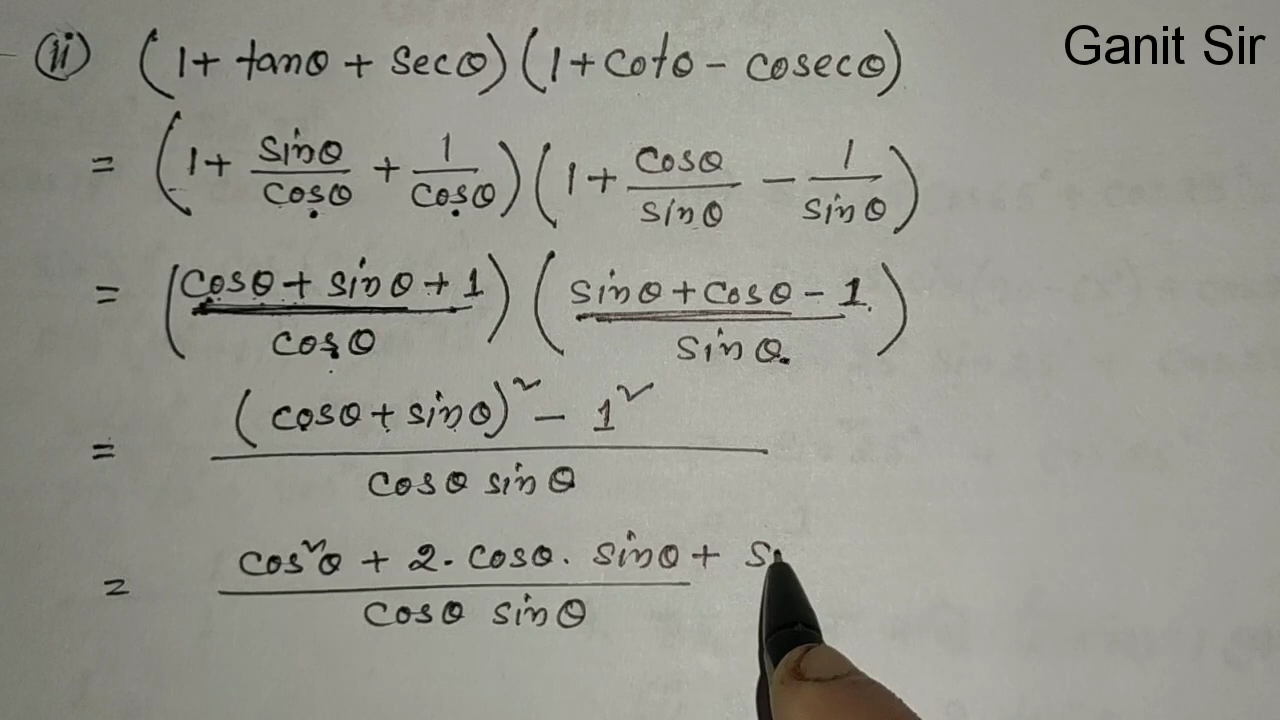 Ganit Sir
(ii) (1 + tanθ + secθ)(1 + cotθ - cosecθ)
= (1 + sinθ/cosθ + 1/cosθ)(1 + cosθ/sinθ - 1/sinθ)
= (cosθ + sinθ + 1/cosθ)(sinθ + cosθ - 1/sinθ)
= (cosθ + sinθ)² - 1²
cosθ sinθ
= cos²θ + 2. cosθ. sinθ + s
cosθ sinθ